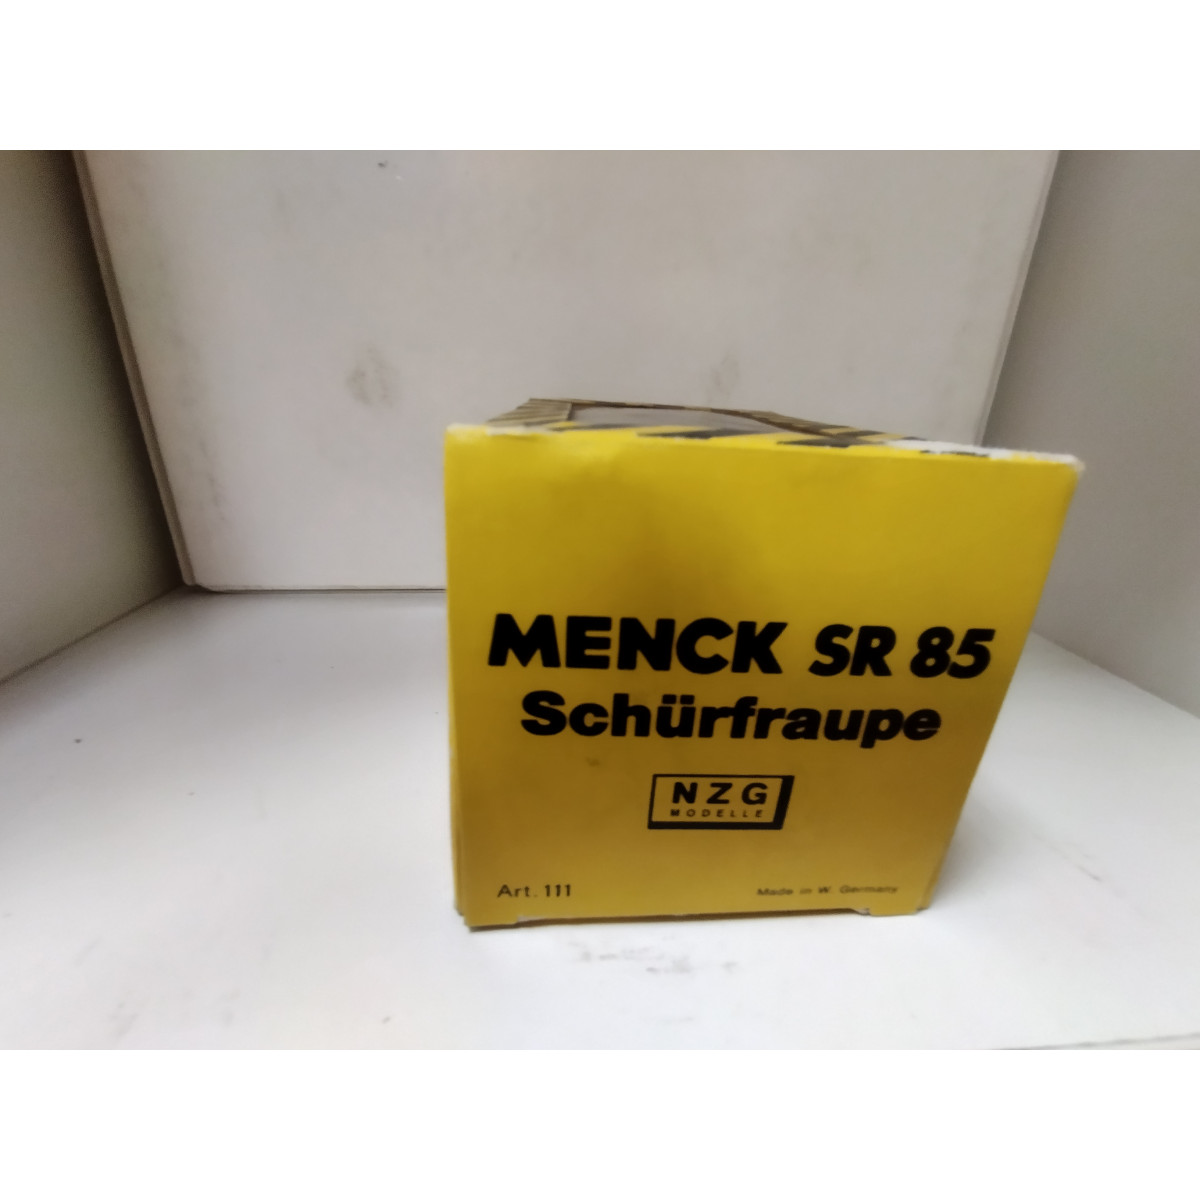 MENCK SR 85
Schürfraupe
NZG
MODELLE
Art. 111
Made in W. Germany